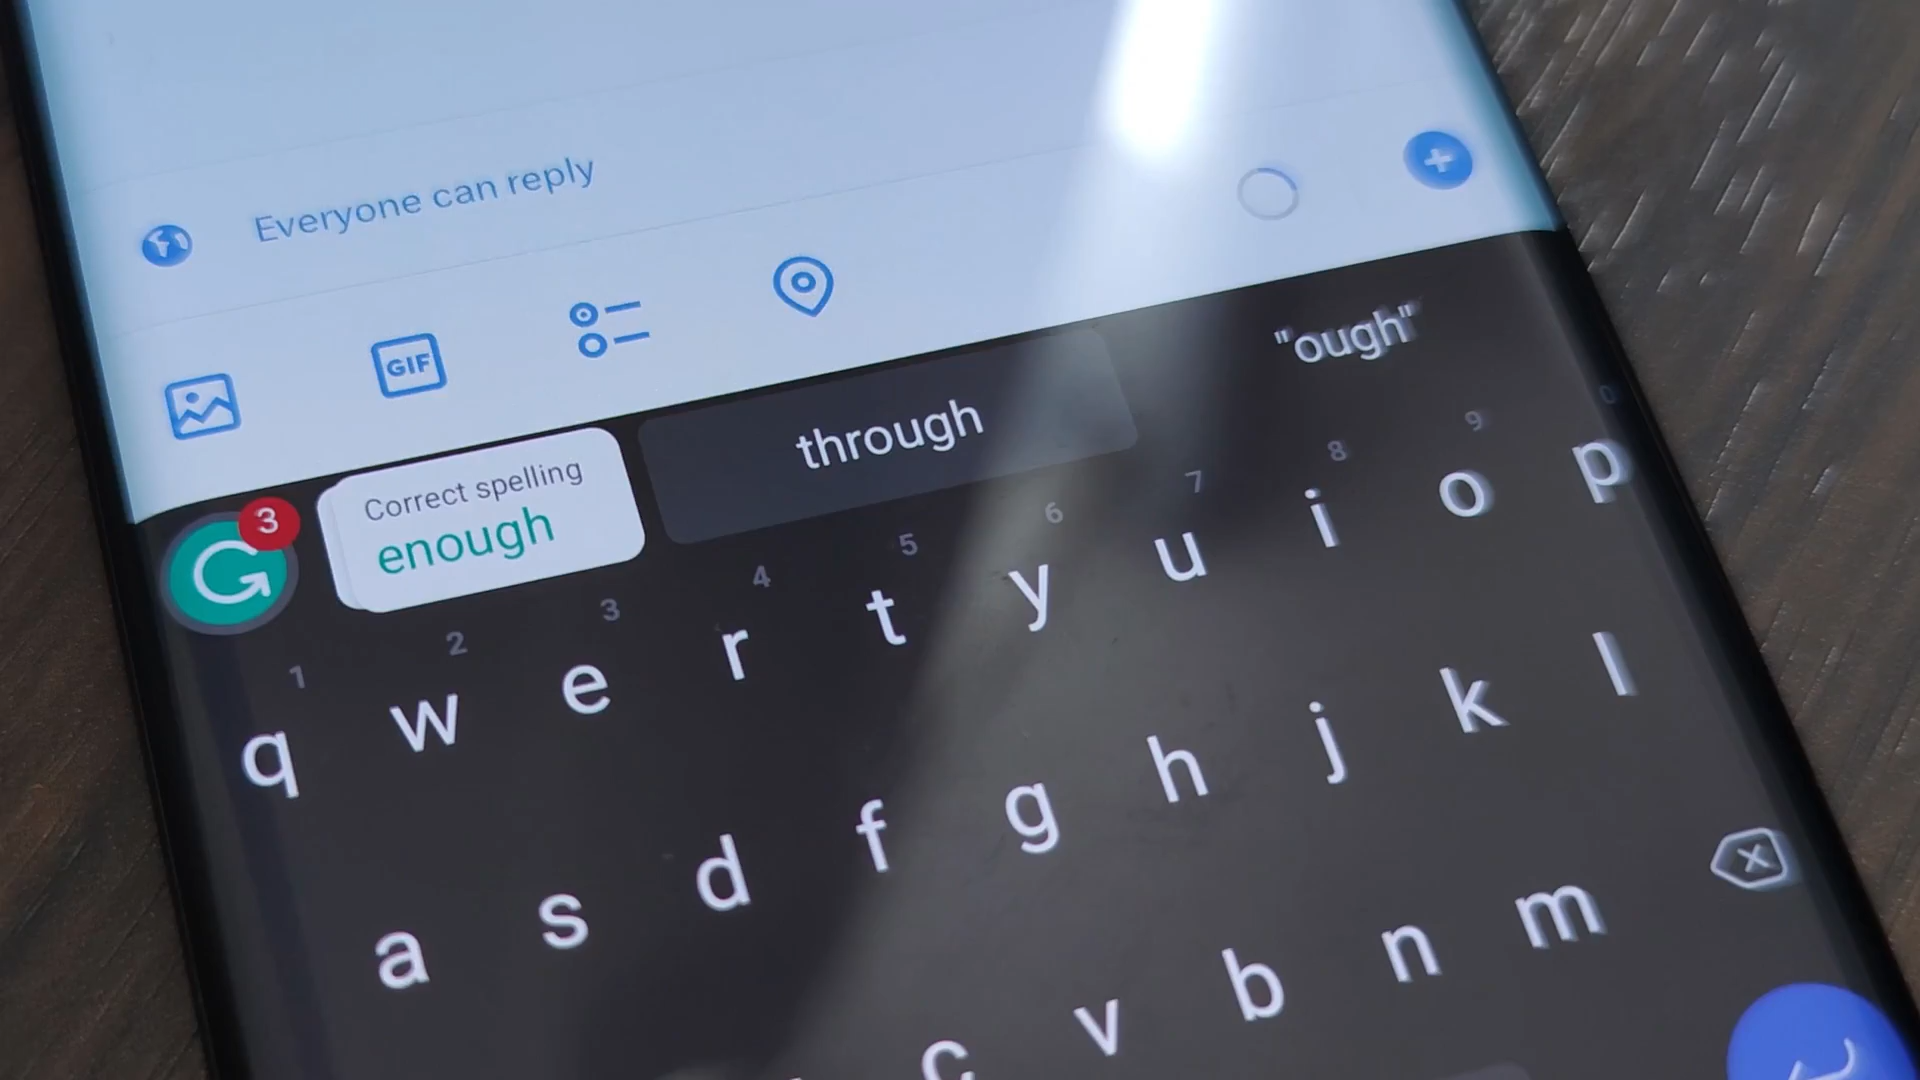 Everyone can reply
GIF
3
Correct spelling
enough
through
"ough"
1 2 3 4 5 6 7 8 9 0
q w e r t y u i o p
a s d f g h j k l
c v b n m